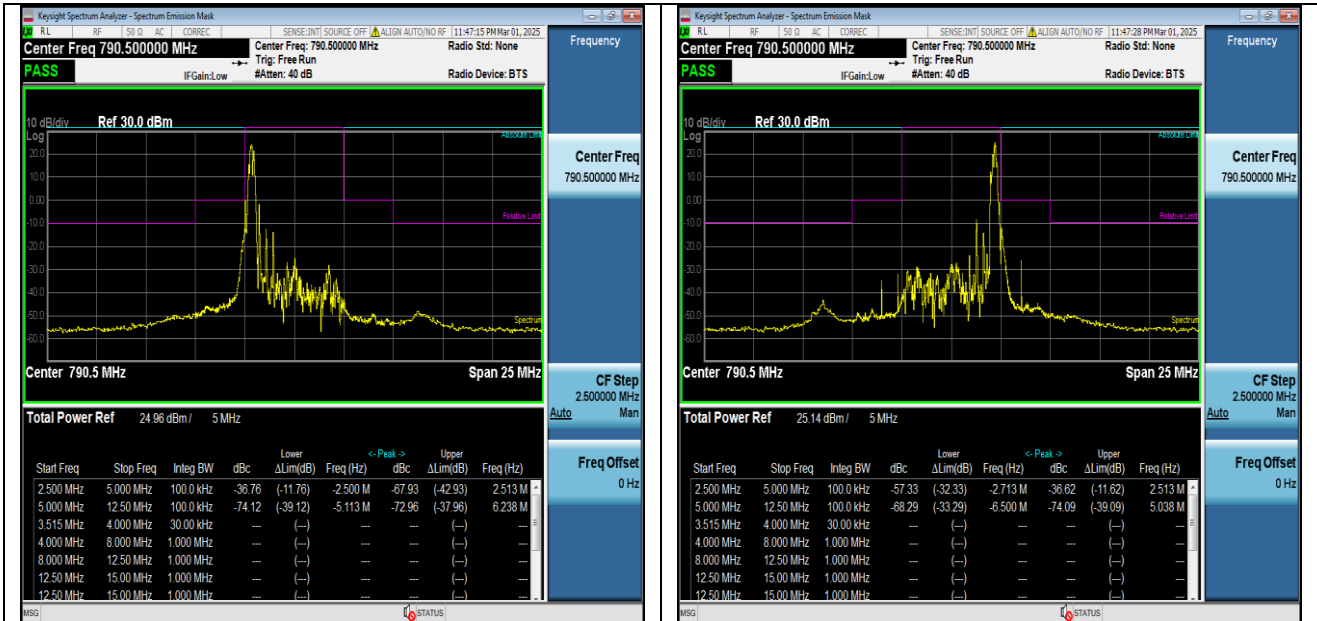 Keysight Spectrum Analyzer - Spectrum Emission Mask
RL RF 50 Ω AC CORREC SENSE:INT SOURCE OFF ALIGN AUTO/NO RF 11:47:15 PM Mar 01, 2025
Center Freq 790.500000 MHz Center Freq: 790.500000 MHz Radio Std: None
Trig: Free Run
PASS IFGain:Low #Atten: 40 dB Radio Device: BTS
10 dB/div Ref 30.0 dBm
Log
Absolute Limit
20.0
10.0
0.00
Relative Limit
-10.0
-20.0
-30.0
-40.0
-50.0
Spectrum
-60.0
Center 790.5 MHz Span 25 MHz
Total Power Ref 24.96 dBm / 5 MHz
Lower <- Peak -> Upper
Start Freq Stop Freq Integ BW dBc ΔLim(dB) Freq (Hz) dBc ΔLim(dB) Freq (Hz)
2.500 MHz 5.000 MHz 100.0 kHz -36.76 (-11.76) -2.500 M -67.93 (-42.93) 2.513 M
5.000 MHz 12.50 MHz 100.0 kHz -74.12 (-39.12) -5.113 M -72.96 (-37.96) 6.238 M
3.515 MHz 4.000 MHz 30.00 kHz --- (---) --- --- (---) ---
4.000 MHz 8.000 MHz 1.000 MHz --- (---) --- --- (---) ---
8.000 MHz 12.50 MHz 1.000 MHz --- (---) --- --- (---) ---
12.50 MHz 15.00 MHz 1.000 MHz --- (---) --- --- (---) ---
12.50 MHz 15.00 MHz 1.000 MHz --- (---) --- --- (---) ---
MSG STATUS
Frequency
Center Freq
790.500000 MHz
CF Step
2.500000 MHz
Auto Man
Freq Offset
0 Hz
Keysight Spectrum Analyzer - Spectrum Emission Mask
RL RF 50 Ω AC CORREC SENSE:INT SOURCE OFF ALIGN AUTO/NO RF 11:47:28 PM Mar 01, 2025
Center Freq 790.500000 MHz Center Freq: 790.500000 MHz Radio Std: None
Trig: Free Run
PASS IFGain:Low #Atten: 40 dB Radio Device: BTS
10 dB/div Ref 30.0 dBm
Log
Absolute Limit
20.0
10.0
0.00
Relative Limit
-10.0
-20.0
-30.0
-40.0
-50.0
Spectrum
-60.0
Center 790.5 MHz Span 25 MHz
Total Power Ref 25.14 dBm / 5 MHz
Lower <- Peak -> Upper
Start Freq Stop Freq Integ BW dBc ΔLim(dB) Freq (Hz) dBc ΔLim(dB) Freq (Hz)
2.500 MHz 5.000 MHz 100.0 kHz -57.33 (-32.33) -2.713 M -36.62 (-11.62) 2.513 M
5.000 MHz 12.50 MHz 100.0 kHz -68.29 (-33.29) -6.500 M -74.09 (-39.09) 5.038 M
3.515 MHz 4.000 MHz 30.00 kHz --- (---) --- --- (---) ---
4.000 MHz 8.000 MHz 1.000 MHz --- (---) --- --- (---) ---
8.000 MHz 12.50 MHz 1.000 MHz --- (---) --- --- (---) ---
12.50 MHz 15.00 MHz 1.000 MHz --- (---) --- --- (---) ---
12.50 MHz 15.00 MHz 1.000 MHz --- (---) --- --- (---) ---
MSG STATUS
Frequency
Center Freq
790.500000 MHz
CF Step
2.500000 MHz
Auto Man
Freq Offset
0 Hz